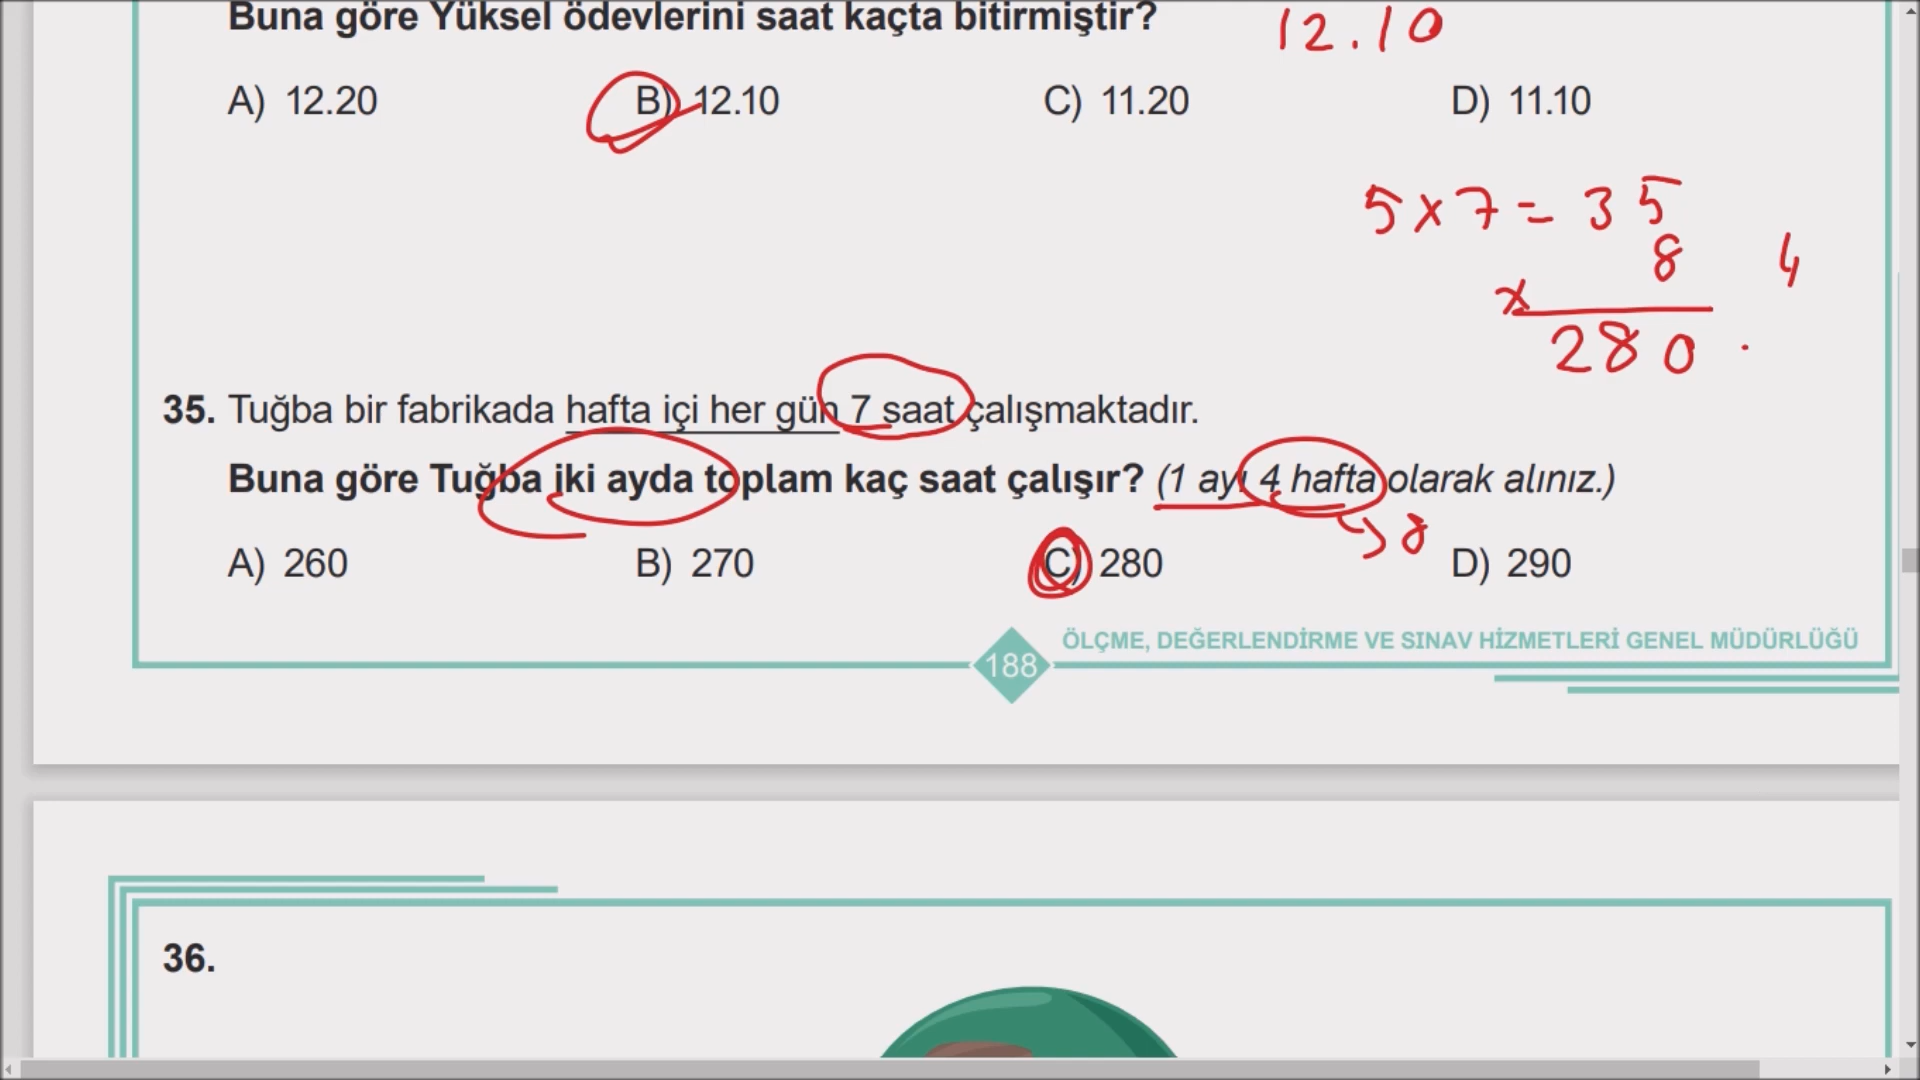 Buna göre Yüksel ödevlerini saat kaçta bitirmiştir?
12.10
A) 12.20
B) 12.10
C) 11.20
D) 11.10
5x7=35
8
4
x
280
35. Tuğba bir fabrikada hafta içi her gün 7 saat çalışmaktadır.
Buna göre Tuğba iki ayda toplam kaç saat çalışır? (1 ayı 4 hafta olarak alınız.)
8
A) 260
B) 270
C) 280
D) 290
ÖLÇME, DEĞERLENDİRME VE SINAV HİZMETLERİ GENEL MÜDÜRLÜĞÜ
188
36.